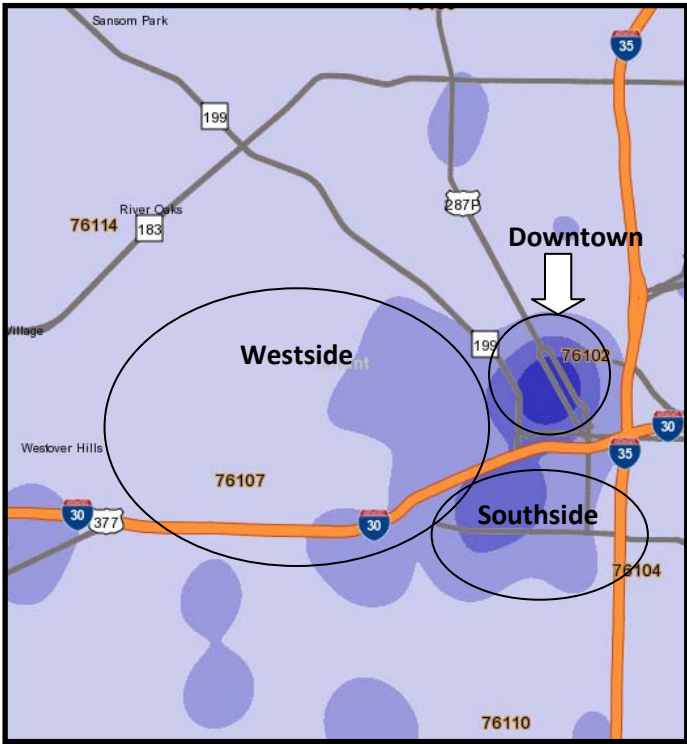 Sansom Park
35
199
River Oaks
76114
183
287P
Downtown
Village
199
76102
Westside
30
Westover Hills
35
76107
30
377
30
Southside
76104
76110